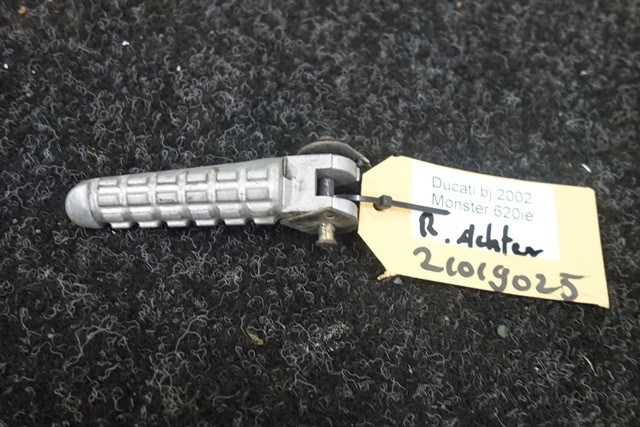 Ducati bj 2002
Monster 620ie
R. Achter
21019025